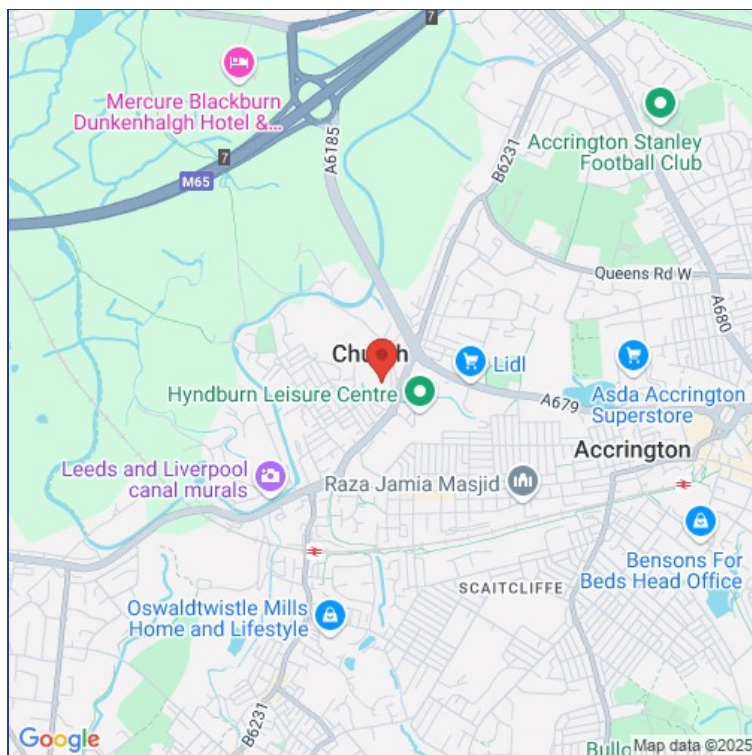 7
Mercure Blackburn
Dunkenhalgh Hotel &...
7
M65
A6185
B6231
Accrington Stanley
Football Club
Queens Rd W
A680
Church
Lidl
Hyndburn Leisure Centre
A679
Asda Accrington
Superstore
Accrington
Leeds and Liverpool
canal murals
Raza Jamia Masjid
Bensons For
Beds Head Office
SCAITCLIFFE
Oswaldtwistle Mills
Home and Lifestyle
B6231
Google
Map data ©2025